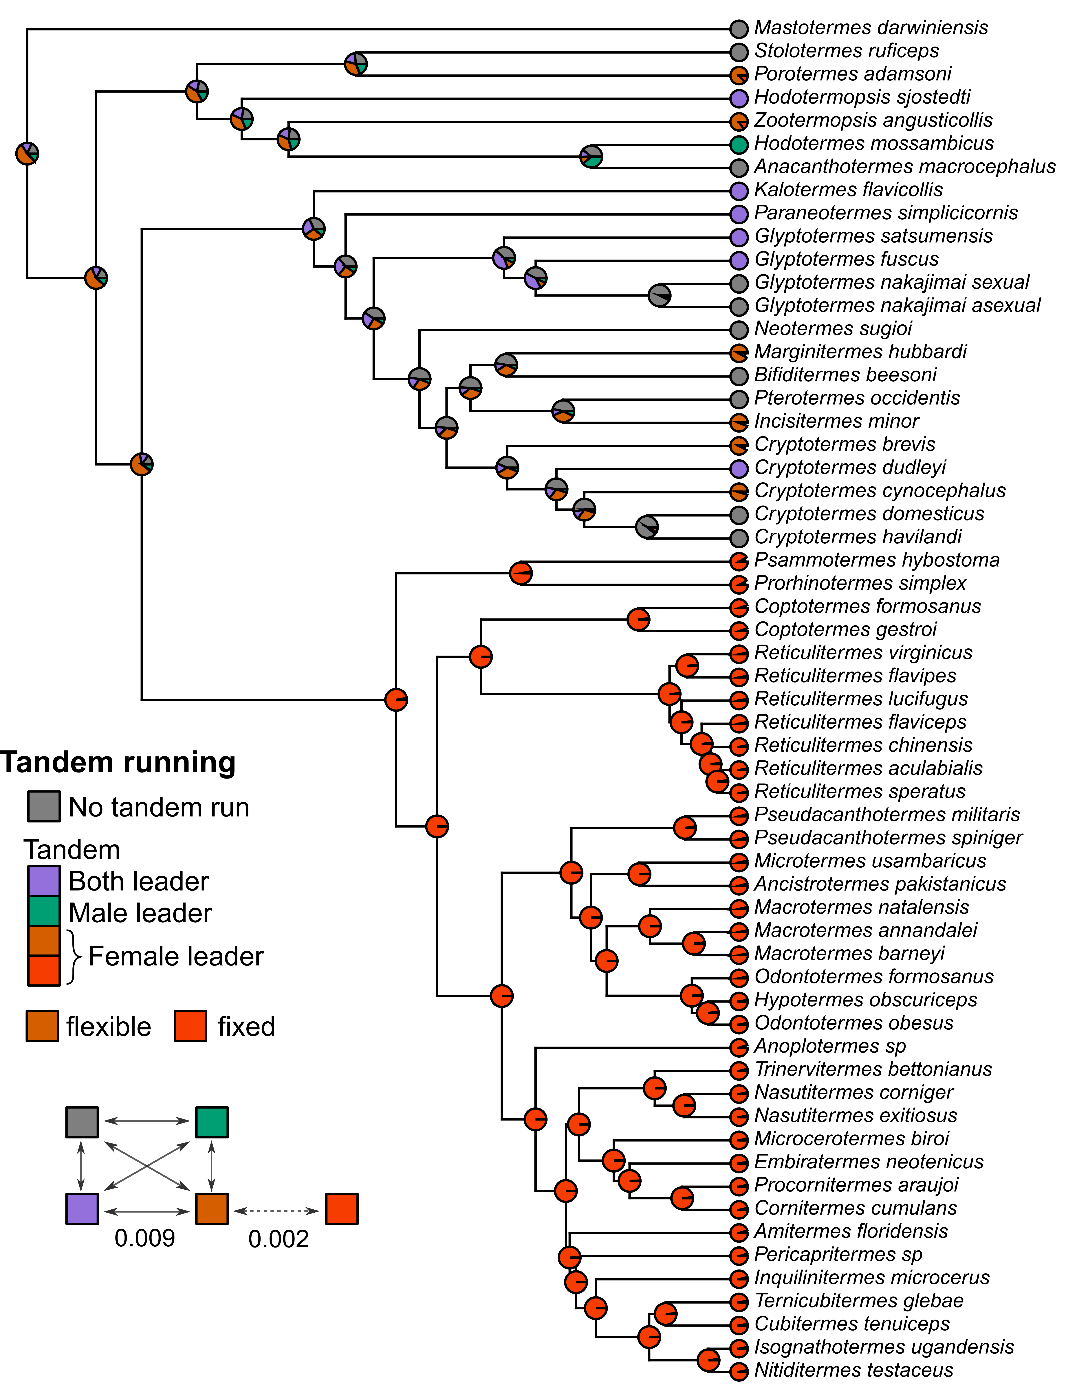 Mastotermes darwiniensis
Stolotermes ruficeps
Porotermes adamsoni
Hodotermopsis sjostedti
Zootermopsis angusticollis
Hodotermes mossambicus
Anacanthotermes macrocephalus
Kalotermes flavicollis
Paraneotermes simplicicornis
Glyptotermes satsumensis
Glyptotermes fuscus
Glyptotermes nakajimai sexual
Glyptotermes nakajimai asexual
Neotermes sugioi
Marginitermes hubbardi
Bifiditermes beesoni
Pterotermes occidentis
Incisitermes minor
Cryptotermes brevis
Cryptotermes dudleyi
Cryptotermes cynocephalus
Cryptotermes domesticus
Cryptotermes havilandi
Psammotermes hybostoma
Prorhinotermes simplex
Coptotermes formosanus
Coptotermes gestroi
Reticulitermes virginicus
Reticulitermes flavipes
Reticulitermes lucifugus
Reticulitermes flaviceps
Reticulitermes chinensis
Reticulitermes aculabialis
Reticulitermes speratus
Pseudacanthotermes militaris
Pseudacanthotermes spiniger
Microtermes usambaricus
Ancistrotermes pakistanicus
Macrotermes natalensis
Macrotermes annandalei
Macrotermes barneyi
Odontotermes formosanus
Hypotermes obscuriceps
Odontotermes obesus
Anoplotermes sp
Trinervitermes bettonianus
Nasutitermes corniger
Nasutitermes exitiosus
Microcerotermes biroi
Embiratermes neotenicus
Procornitermes araujoi
Cornitermes cumulans
Amitermes floridensis
Pericapritermes sp
Inquilinitermes microcerus
Ternicubitermes glebae
Cubitermes tenuiceps
Isognathotermes ugandensis
Nitiditermes testaceus
Tandem running
No tandem run
Tandem
Both leader
Male leader
Female leader
flexible
fixed
0.009
0.002